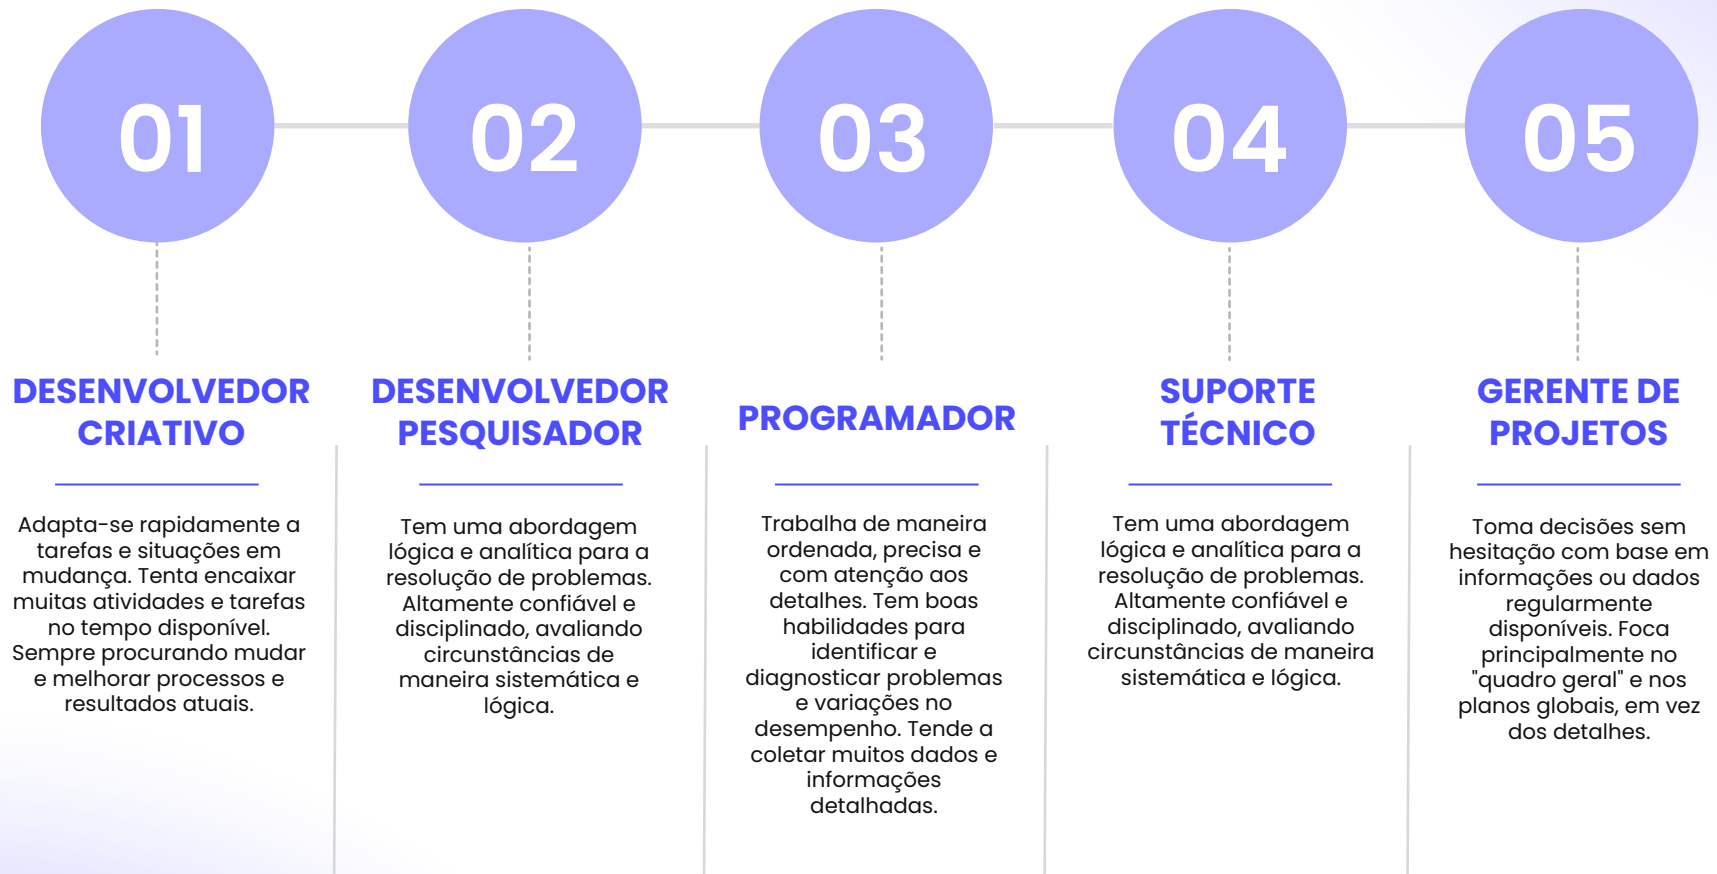 01
02
03
04
05
DESENVOLVEDOR
CRIATIVO
Adapta-se rapidamente a
tarefas e situações em
mudança. Tenta encaixar
muitas atividades e tarefas
no tempo disponível.
Sempre procurando mudar
e melhorar processos e
resultados atuais.
DESENVOLVEDOR
PESQUISADOR
Tem uma abordagem
lógica e analítica para a
resolução de problemas.
Altamente confiável e
disciplinado, avaliando
circunstâncias de
maneira sistemática e
lógica.
PROGRAMADOR
Trabalha de maneira
ordenada, precisa e
com atenção aos
detalhes. Tem boas
habilidades para
identificar e
diagnosticar problemas
e variações no
desempenho. Tende a
coletar muitos dados e
informações
detalhadas.
SUPORTE
TÉCNICO
Tem uma abordagem
lógica e analítica para a
resolução de problemas.
Altamente confiável e
disciplinado, avaliando
circunstâncias de maneira
sistemática e lógica.
GERENTE DE
PROJETOS
Toma decisões sem
hesitação com base em
informações ou dados
regularmente
disponíveis. Foca
principalmente no
"quadro geral" e nos
planos globais, em vez
dos detalhes.